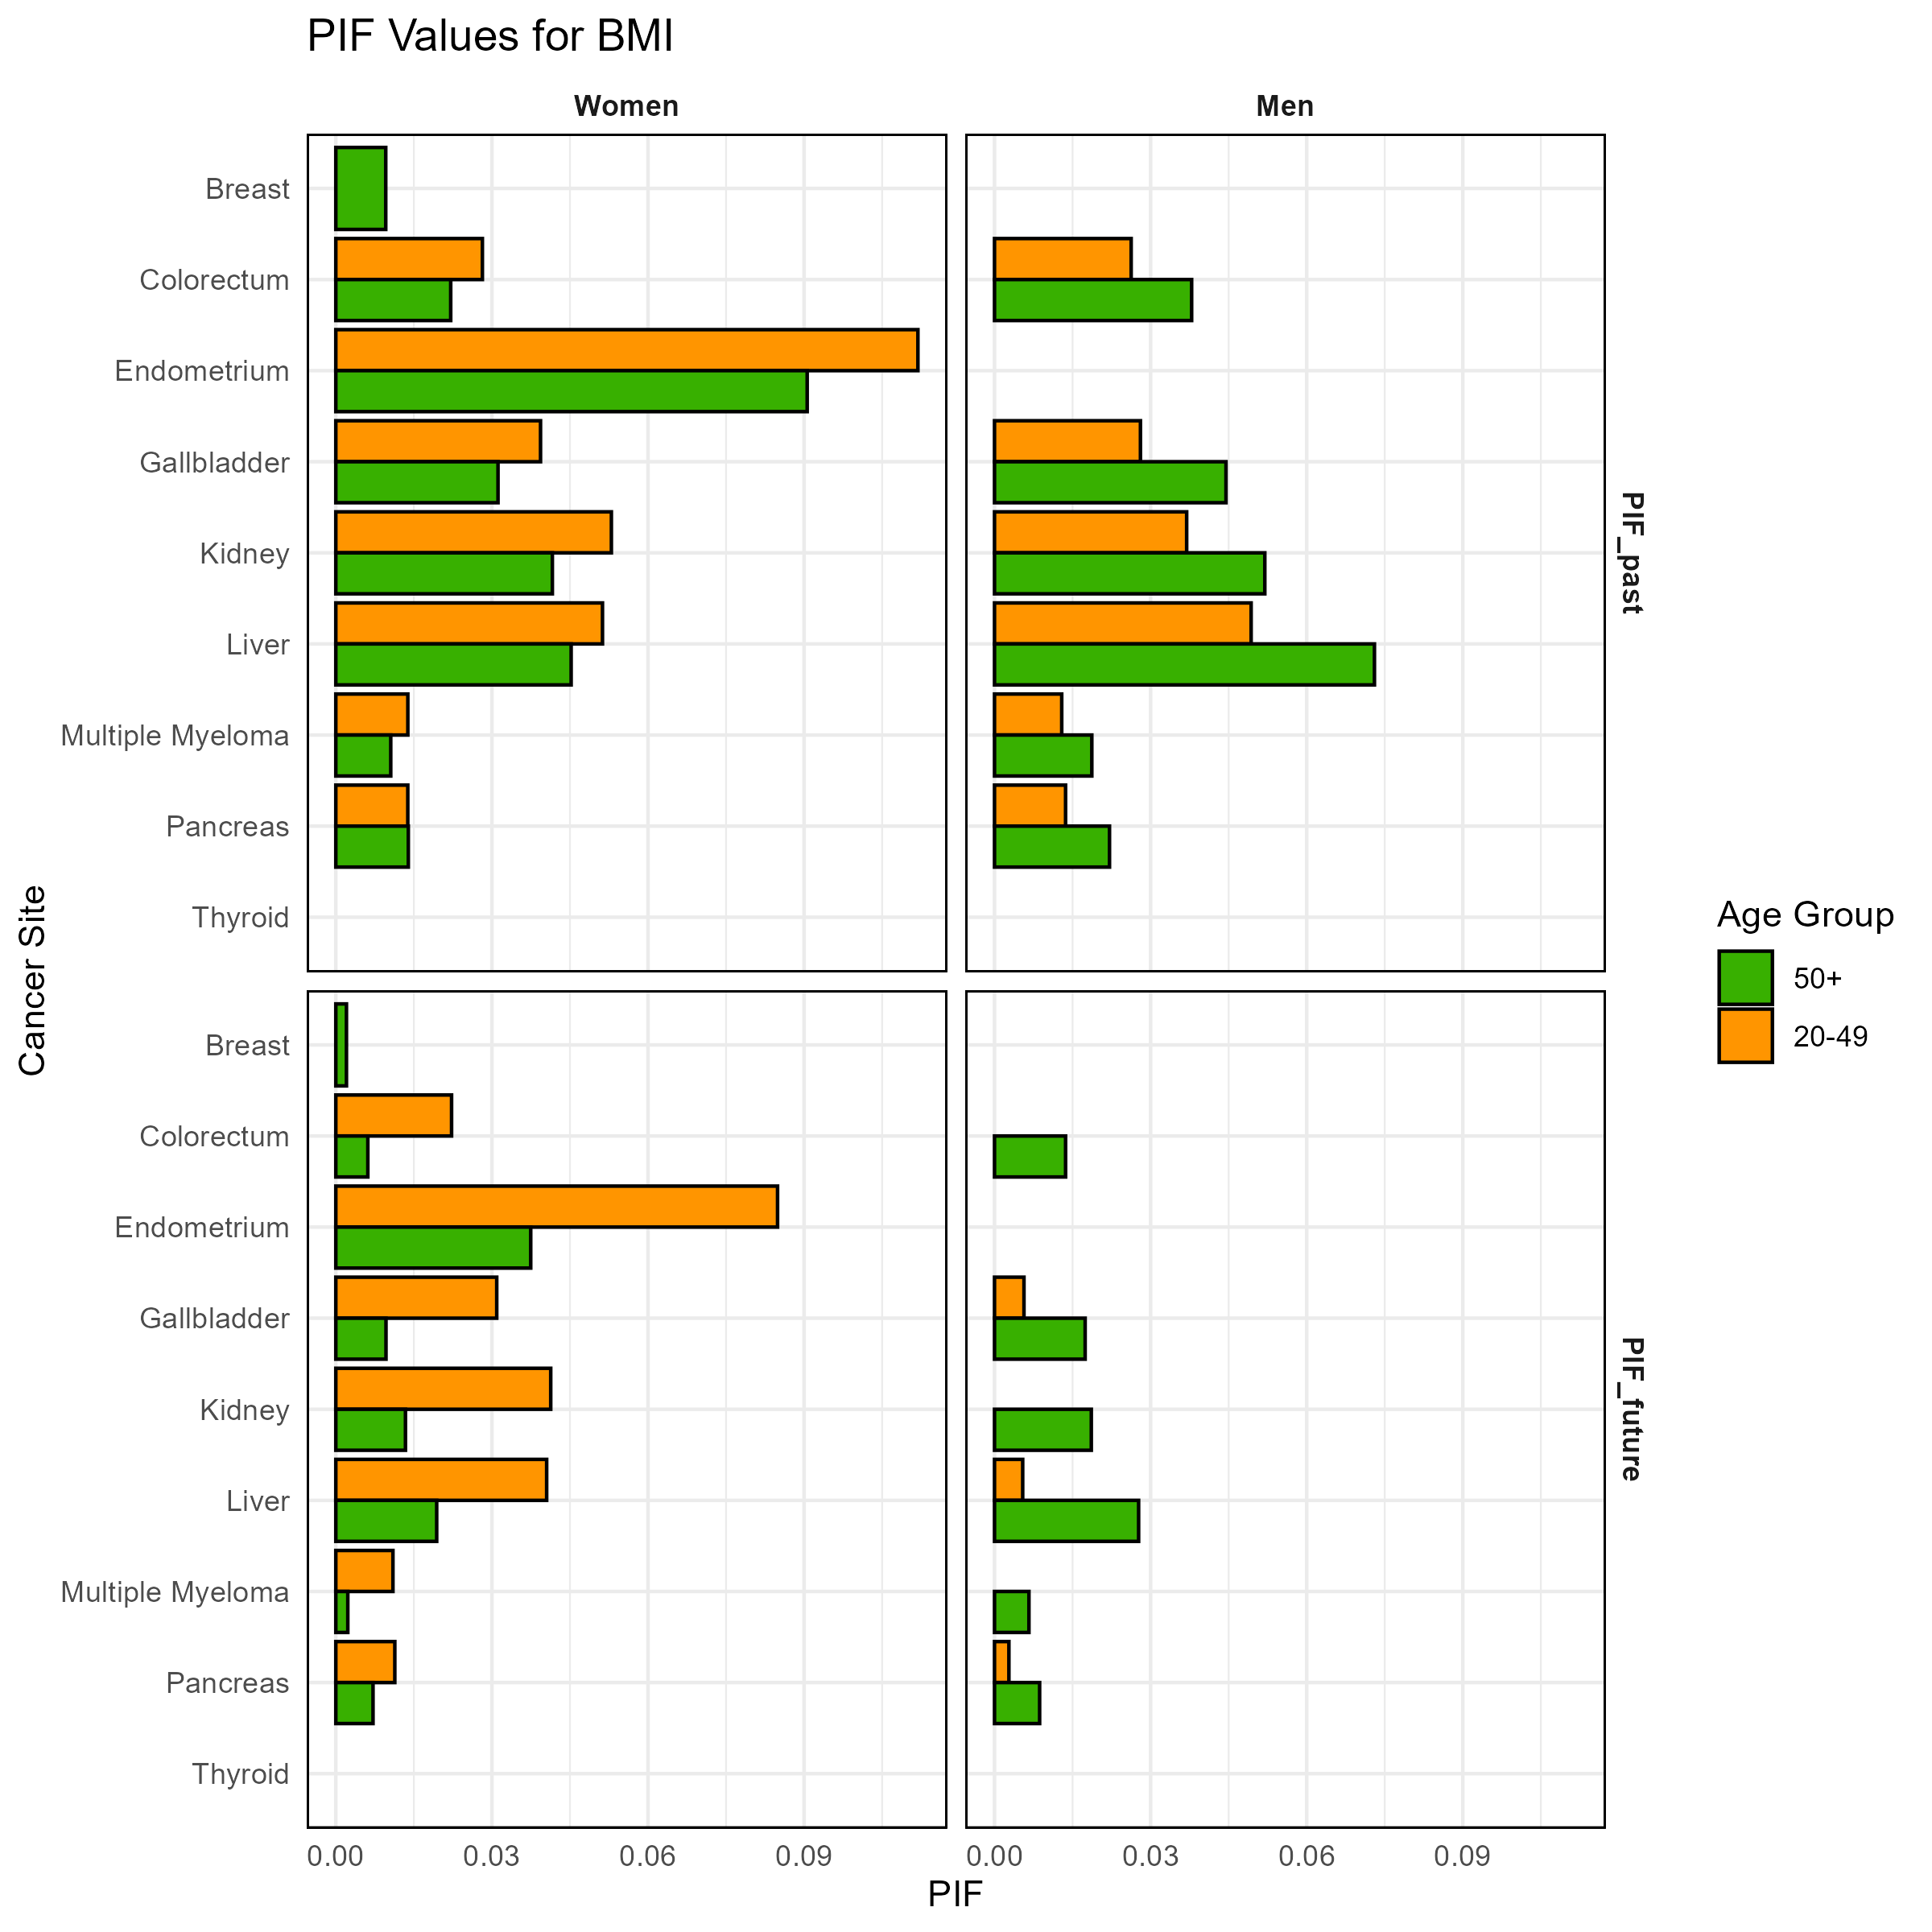 PIF Values for BMI
Women
Men
Breast
Colorectum
Endometrium
Gallbladder
Kidney
Liver
Multiple Myeloma
Pancreas
Thyroid
PIF_past
Breast
Colorectum
Endometrium
Gallbladder
Kidney
Liver
Multiple Myeloma
Pancreas
Thyroid
PIF_future
0.00 0.03 0.06 0.09
0.00 0.03 0.06 0.09
PIF
Cancer Site
Age Group
50+
20-49